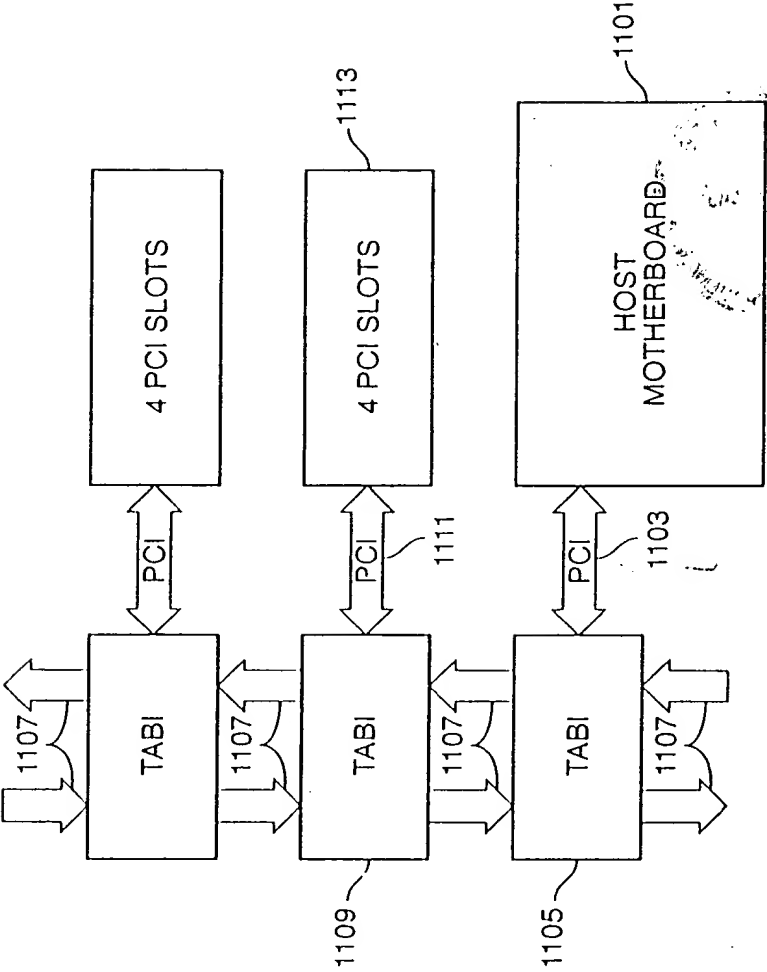 1107
TABI
PCI
4 PCI SLOTS
1107
1109
TABI
PCI
4 PCI SLOTS
1113
1107
1111
1105
TABI
PCI
HOST
MOTHERBOARD
1101
1107
1103